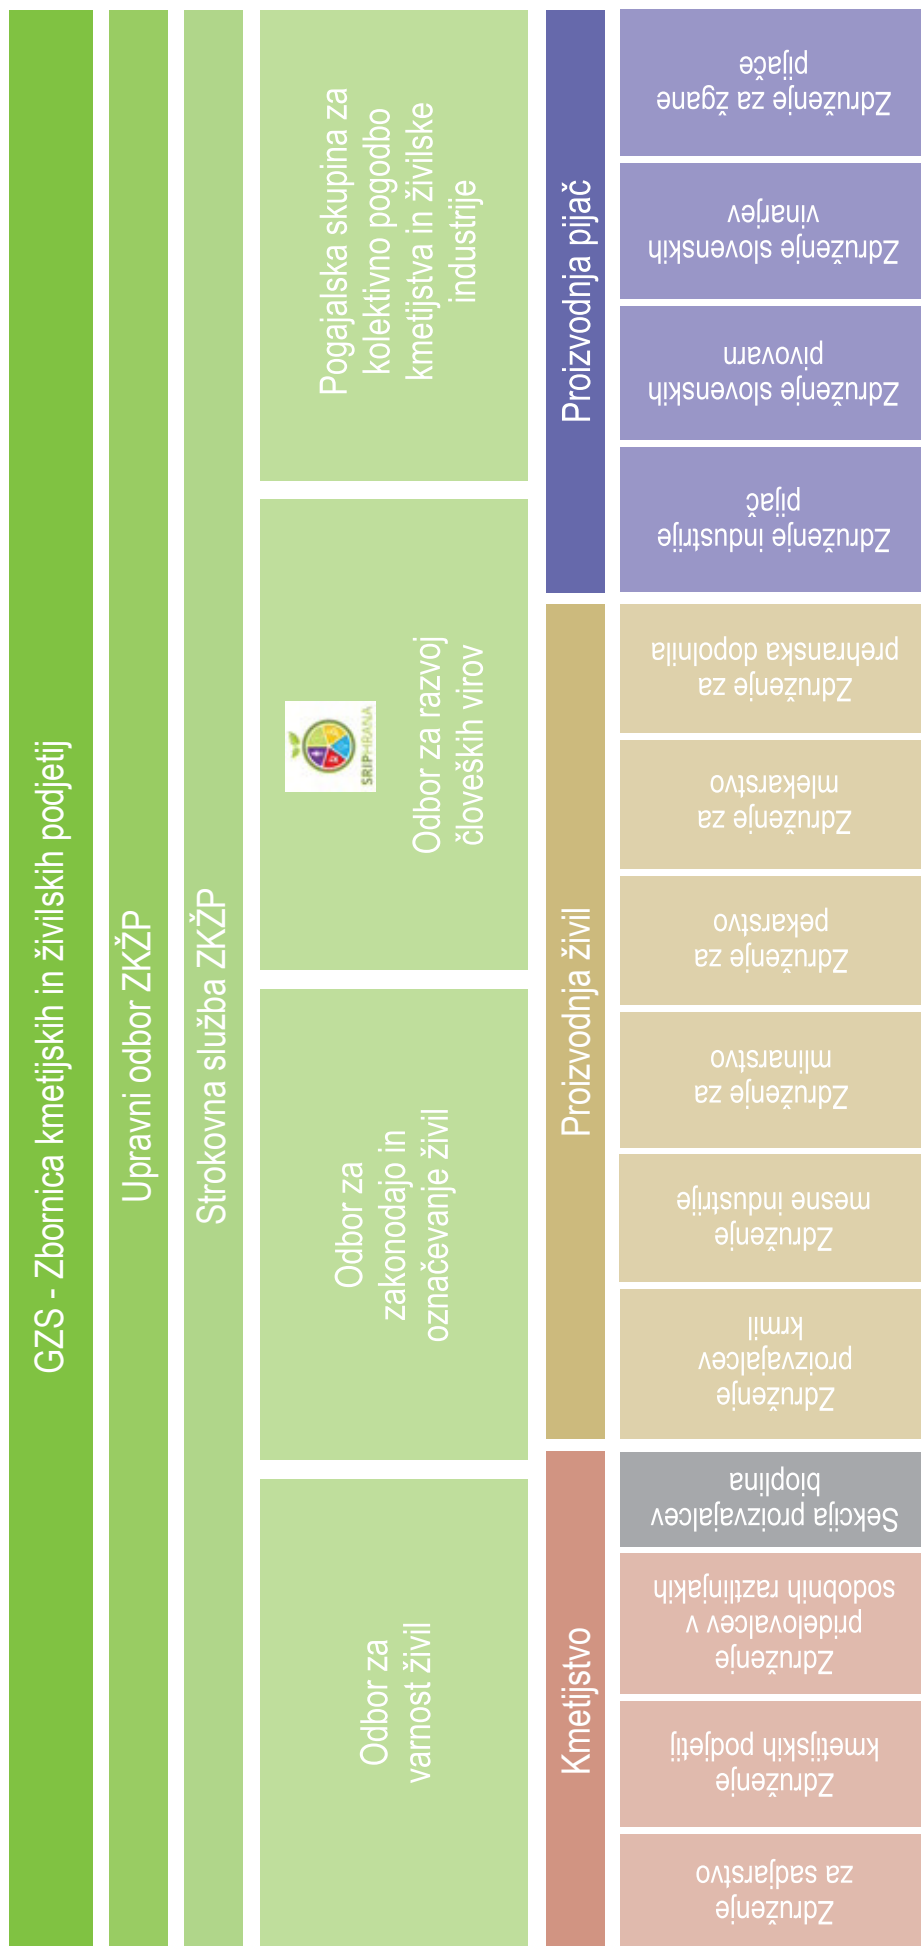 GZS - Zbornica kmetijskih in živilskih podjetij
Upravni odbor ZKŽP
Strokovna služba ZKŽP
Odbor za
varnost živil
Odbor za
zakonodajo in
označevanje živil
SRIPHRANA
Odbor za razvoj
človeških virov
Pogajalska skupina za
kolektivno pogodbo
kmetijstva in živilske
industrije
Kmetijstvo
Proizvodnja živil
Proizvodnja pijač
Združenje
za sadjarstvo
Združenje
kmetijskih podjetij
Združenje
pridelovalcev v
sodobnih raztlinjakih
Sekcija proizvajalcev
bioplina
Združenje
proizvajalcev
krmil
Združenje
mesne industrije
Združenje za
mlinarstvo
Združenje za
pekarstvo
Združenje za
mlekarstvo
Združenje za
prehranska dopolnila
Združenje industrije
pijač
Združenje slovenskih
pivovarn
Združenje slovenskih
vinarjev
Združenje za žgane
pijače